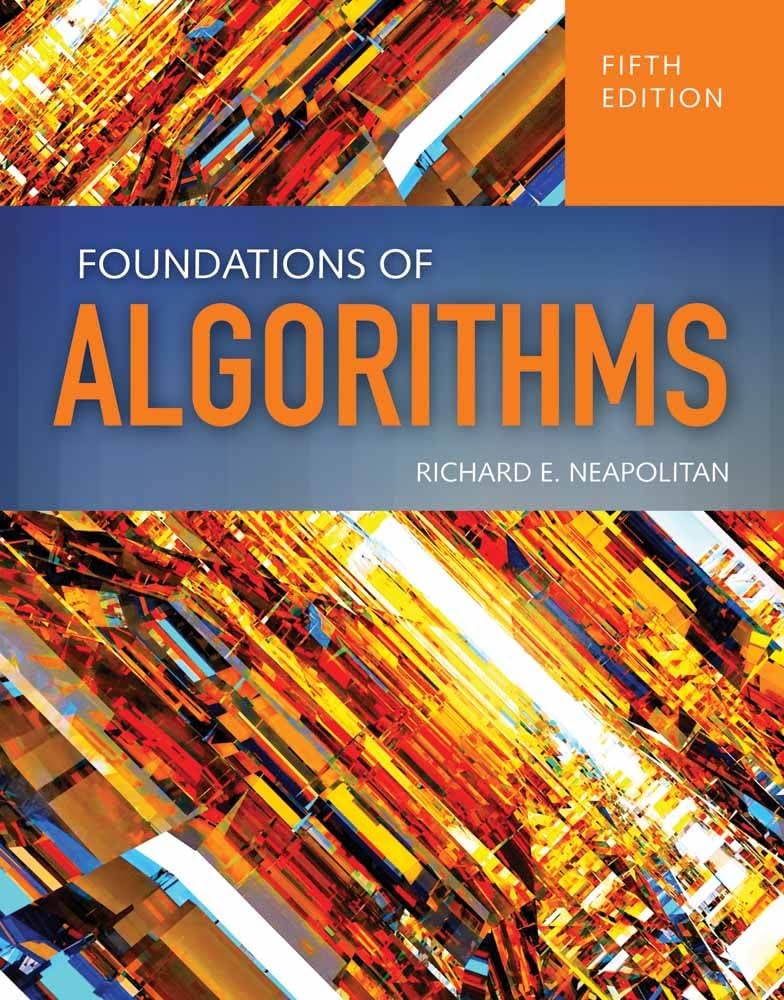 FIFTH
EDITION
FOUNDATIONS OF
ALGORITHMS
RICHARD E. NEAPOLITAN